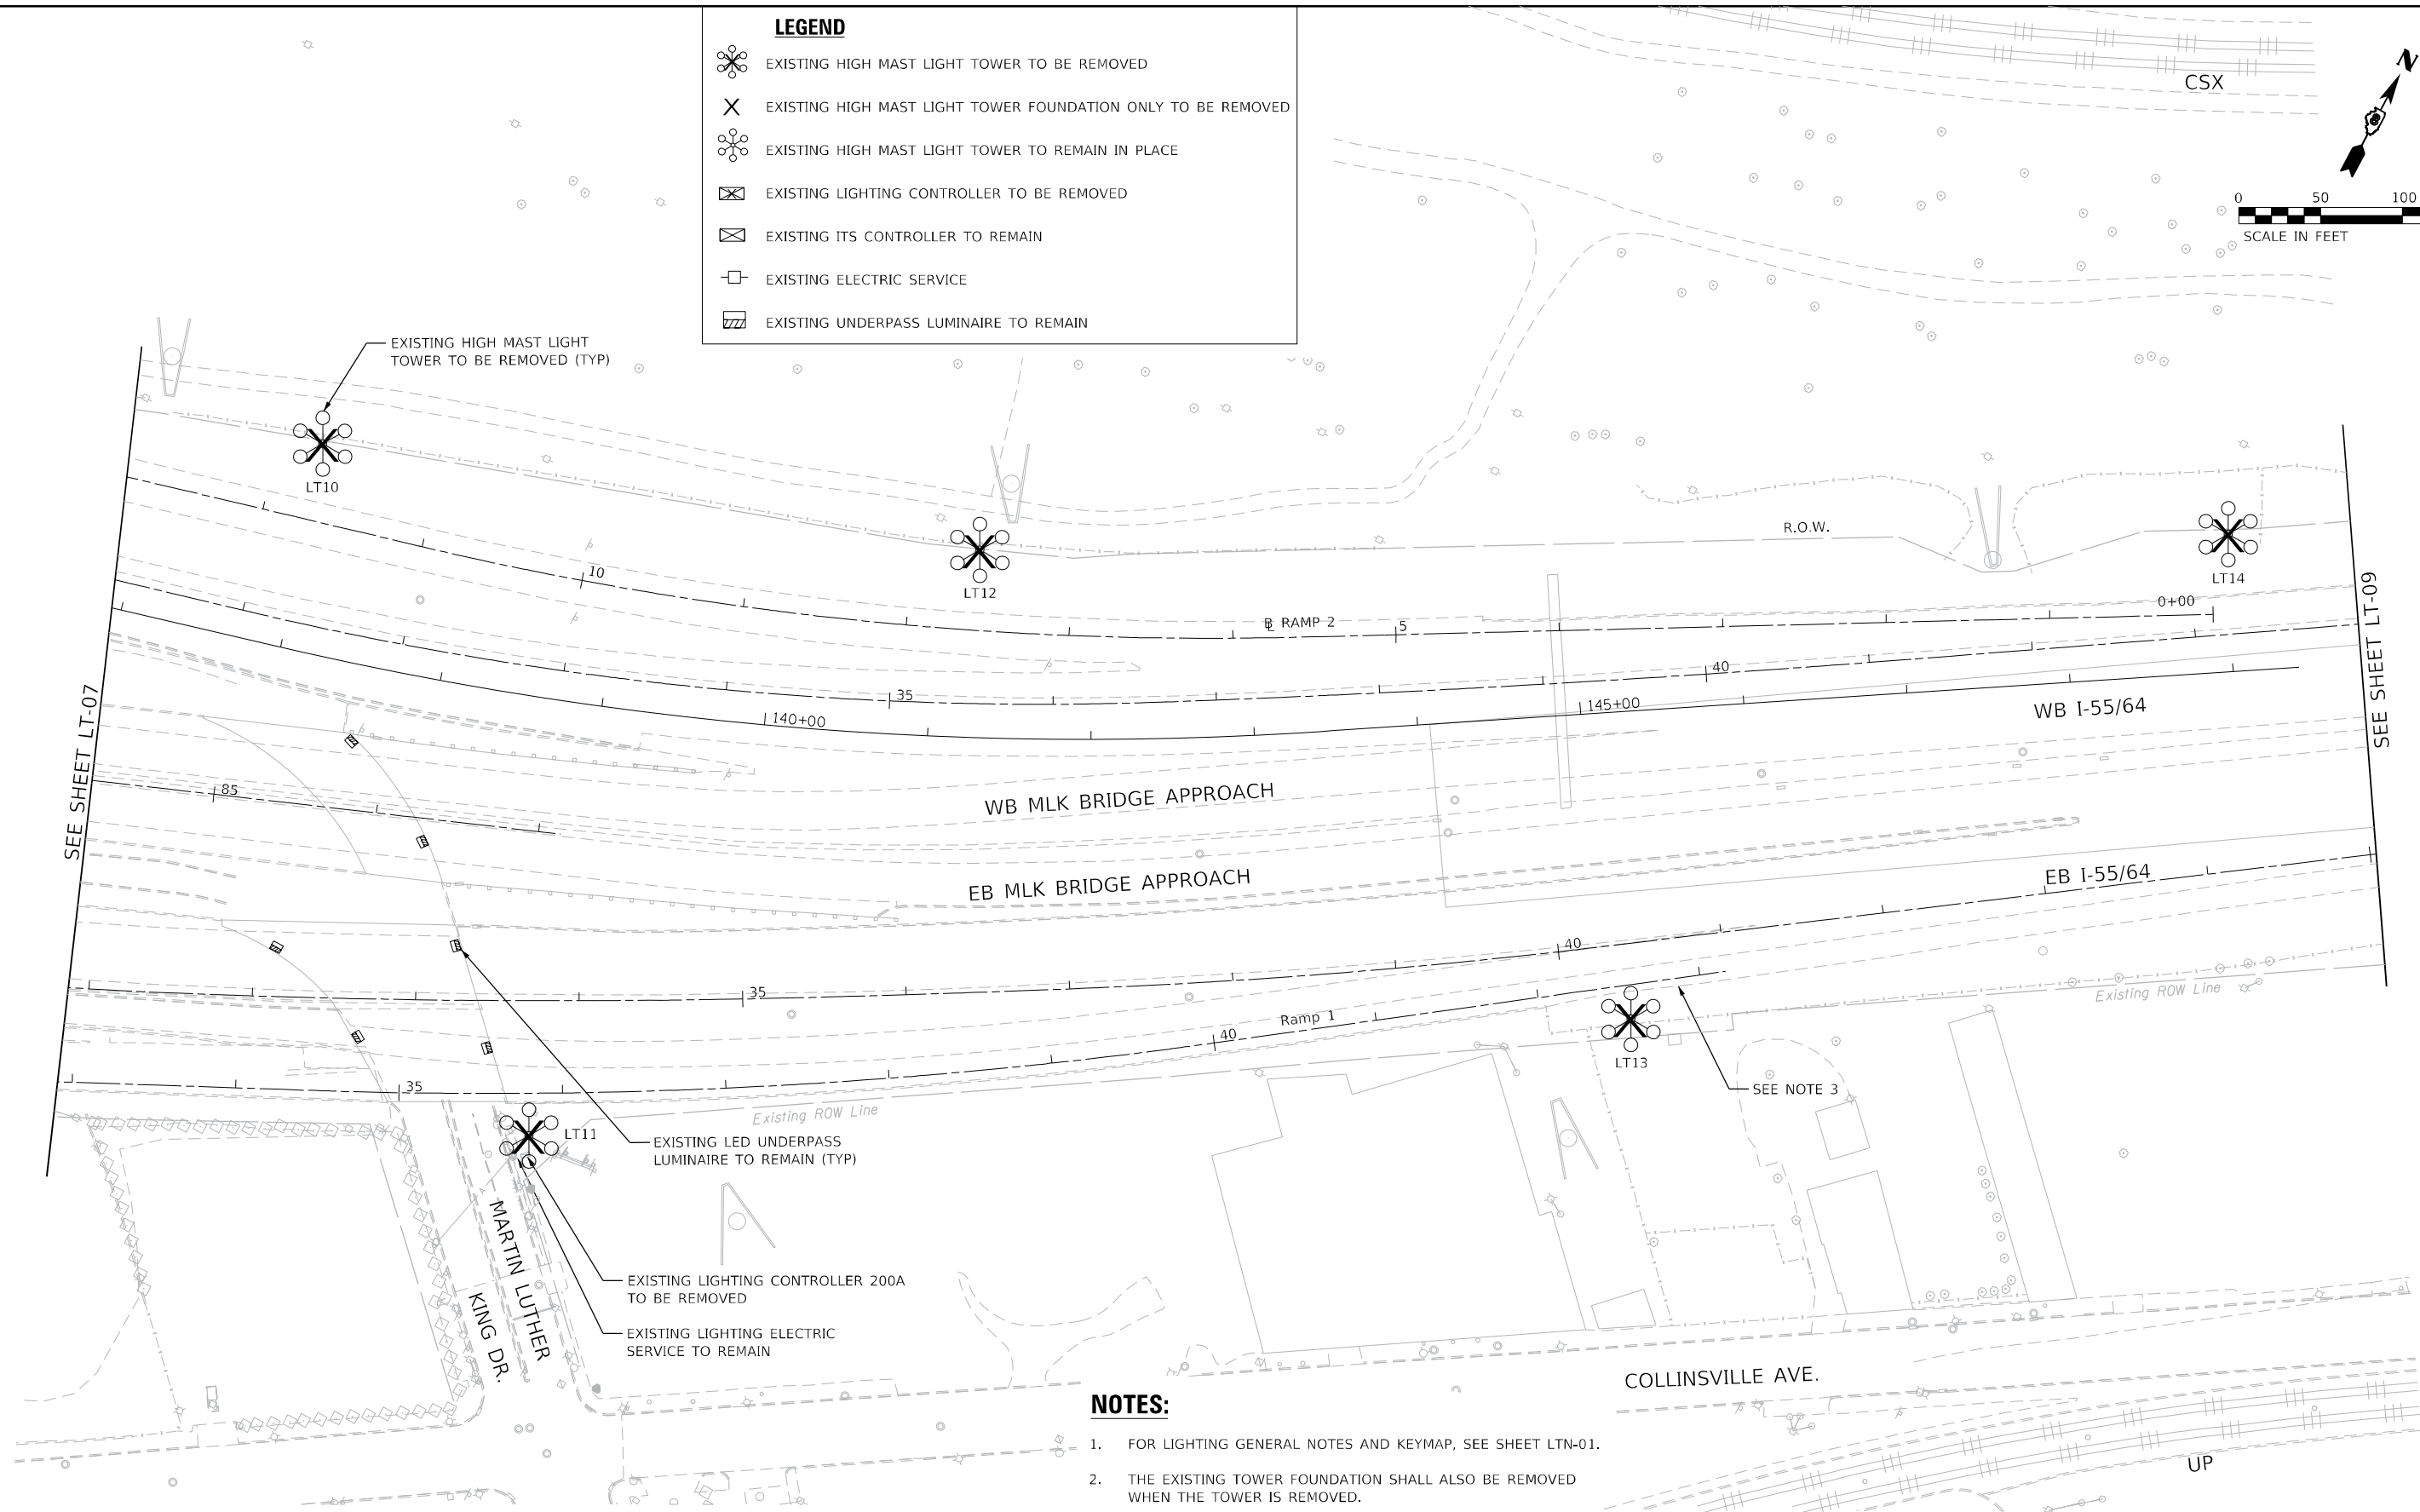 LEGEND
EXISTING HIGH MAST LIGHT TOWER TO BE REMOVED
EXISTING HIGH MAST LIGHT TOWER FOUNDATION ONLY TO BE REMOVED
EXISTING HIGH MAST LIGHT TOWER TO REMAIN IN PLACE
EXISTING LIGHTING CONTROLLER TO BE REMOVED
EXISTING ITS CONTROLLER TO REMAIN
EXISTING ELECTRIC SERVICE
EXISTING UNDERPASS LUMINAIRE TO REMAIN
CSX
N
0 50 100
SCALE IN FEET
EXISTING HIGH MAST LIGHT
TOWER TO BE REMOVED (TYP)
LT10
LT12
R.O.W.
LT14
10
RAMP 2
5
0+00
35
40
140+00
145+00
WB I-55/64
SEE SHEET LT-07
SEE SHEET LT-09
85
WB MLK BRIDGE APPROACH
EB MLK BRIDGE APPROACH
EB I-55/64
40
35
Existing ROW Line
Ramp 1
40
LT13
35
SEE NOTE 3
Existing ROW Line
LT11
EXISTING LED UNDERPASS
LUMINAIRE TO REMAIN (TYP)
MARTIN LUTHER
KING DR.
EXISTING LIGHTING CONTROLLER 200A
TO BE REMOVED
EXISTING LIGHTING ELECTRIC
SERVICE TO REMAIN
COLLINSVILLE AVE.
UP
NOTES:
1. FOR LIGHTING GENERAL NOTES AND KEYMAP, SEE SHEET LTN-01.
2. THE EXISTING TOWER FOUNDATION SHALL ALSO BE REMOVED
WHEN THE TOWER IS REMOVED.